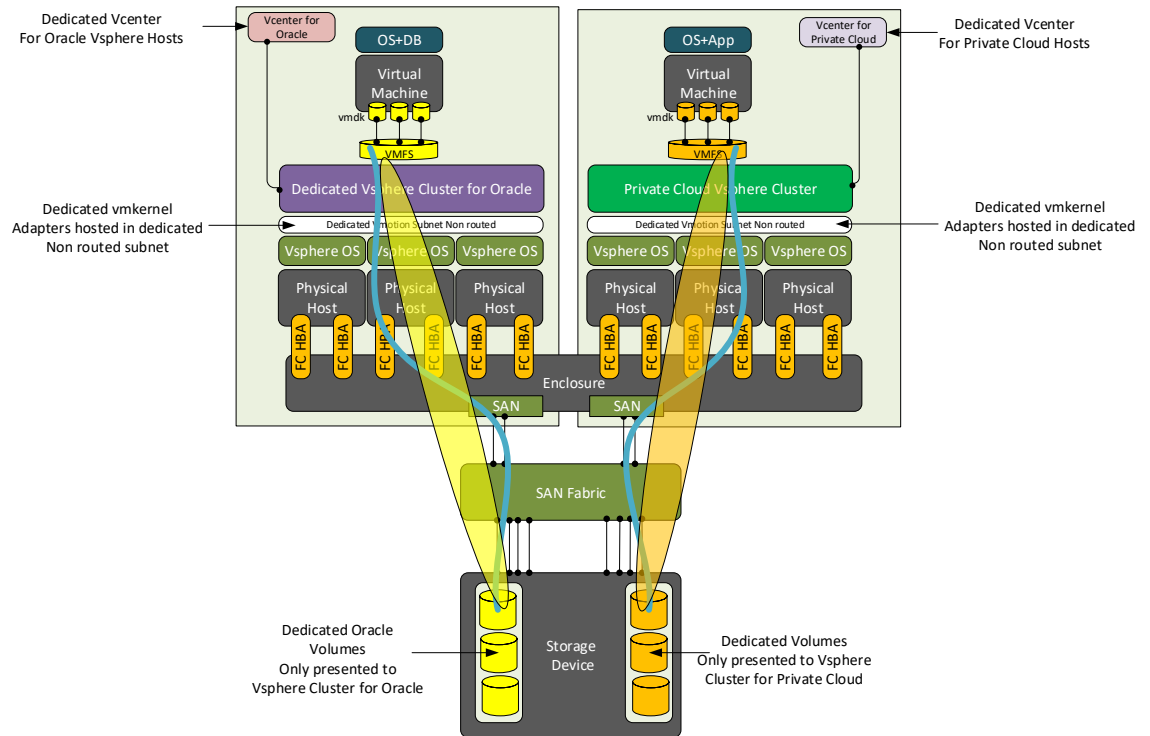 Dedicated Vcenter
For Oracle Vsphere Hosts
Vcenter for
Oracle
OS+DB
Virtual
Machine
vmdk
VMFS
Dedicated Vsphere Cluster for Oracle
Dedicated vmkernel
Adapters hosted in dedicated
Non routed subnet
Dedicated Vmotion Subnet Non routed
Vsphere OS
Vsphere OS
Vsphere OS
Physical
Host
Physical
Host
Physical
Host
FC HBA
FC HBA
FC HBA
FC HBA
FC HBA
FC HBA
Vcenter for
Private Cloud
Dedicated Vcenter
For Private Cloud Hosts
OS+App
Virtual
Machine
vmdk
VMFS
Private Cloud Vsphere Cluster
Dedicated Vmotion Subnet Non routed
Dedicated vmkernel
Adapters hosted in dedicated
Non routed subnet
Vsphere OS
Vsphere OS
Vsphere OS
Physical
Host
Physical
Host
Physical
Host
FC HBA
FC HBA
FC HBA
FC HBA
FC HBA
FC HBA
Enclosure
SAN
SAN
SAN Fabric
Dedicated Oracle
Volumes
Only presented to
Vsphere Cluster for Oracle
Storage
Device
Dedicated Volumes
Only presented to Vsphere
Cluster for Private Cloud